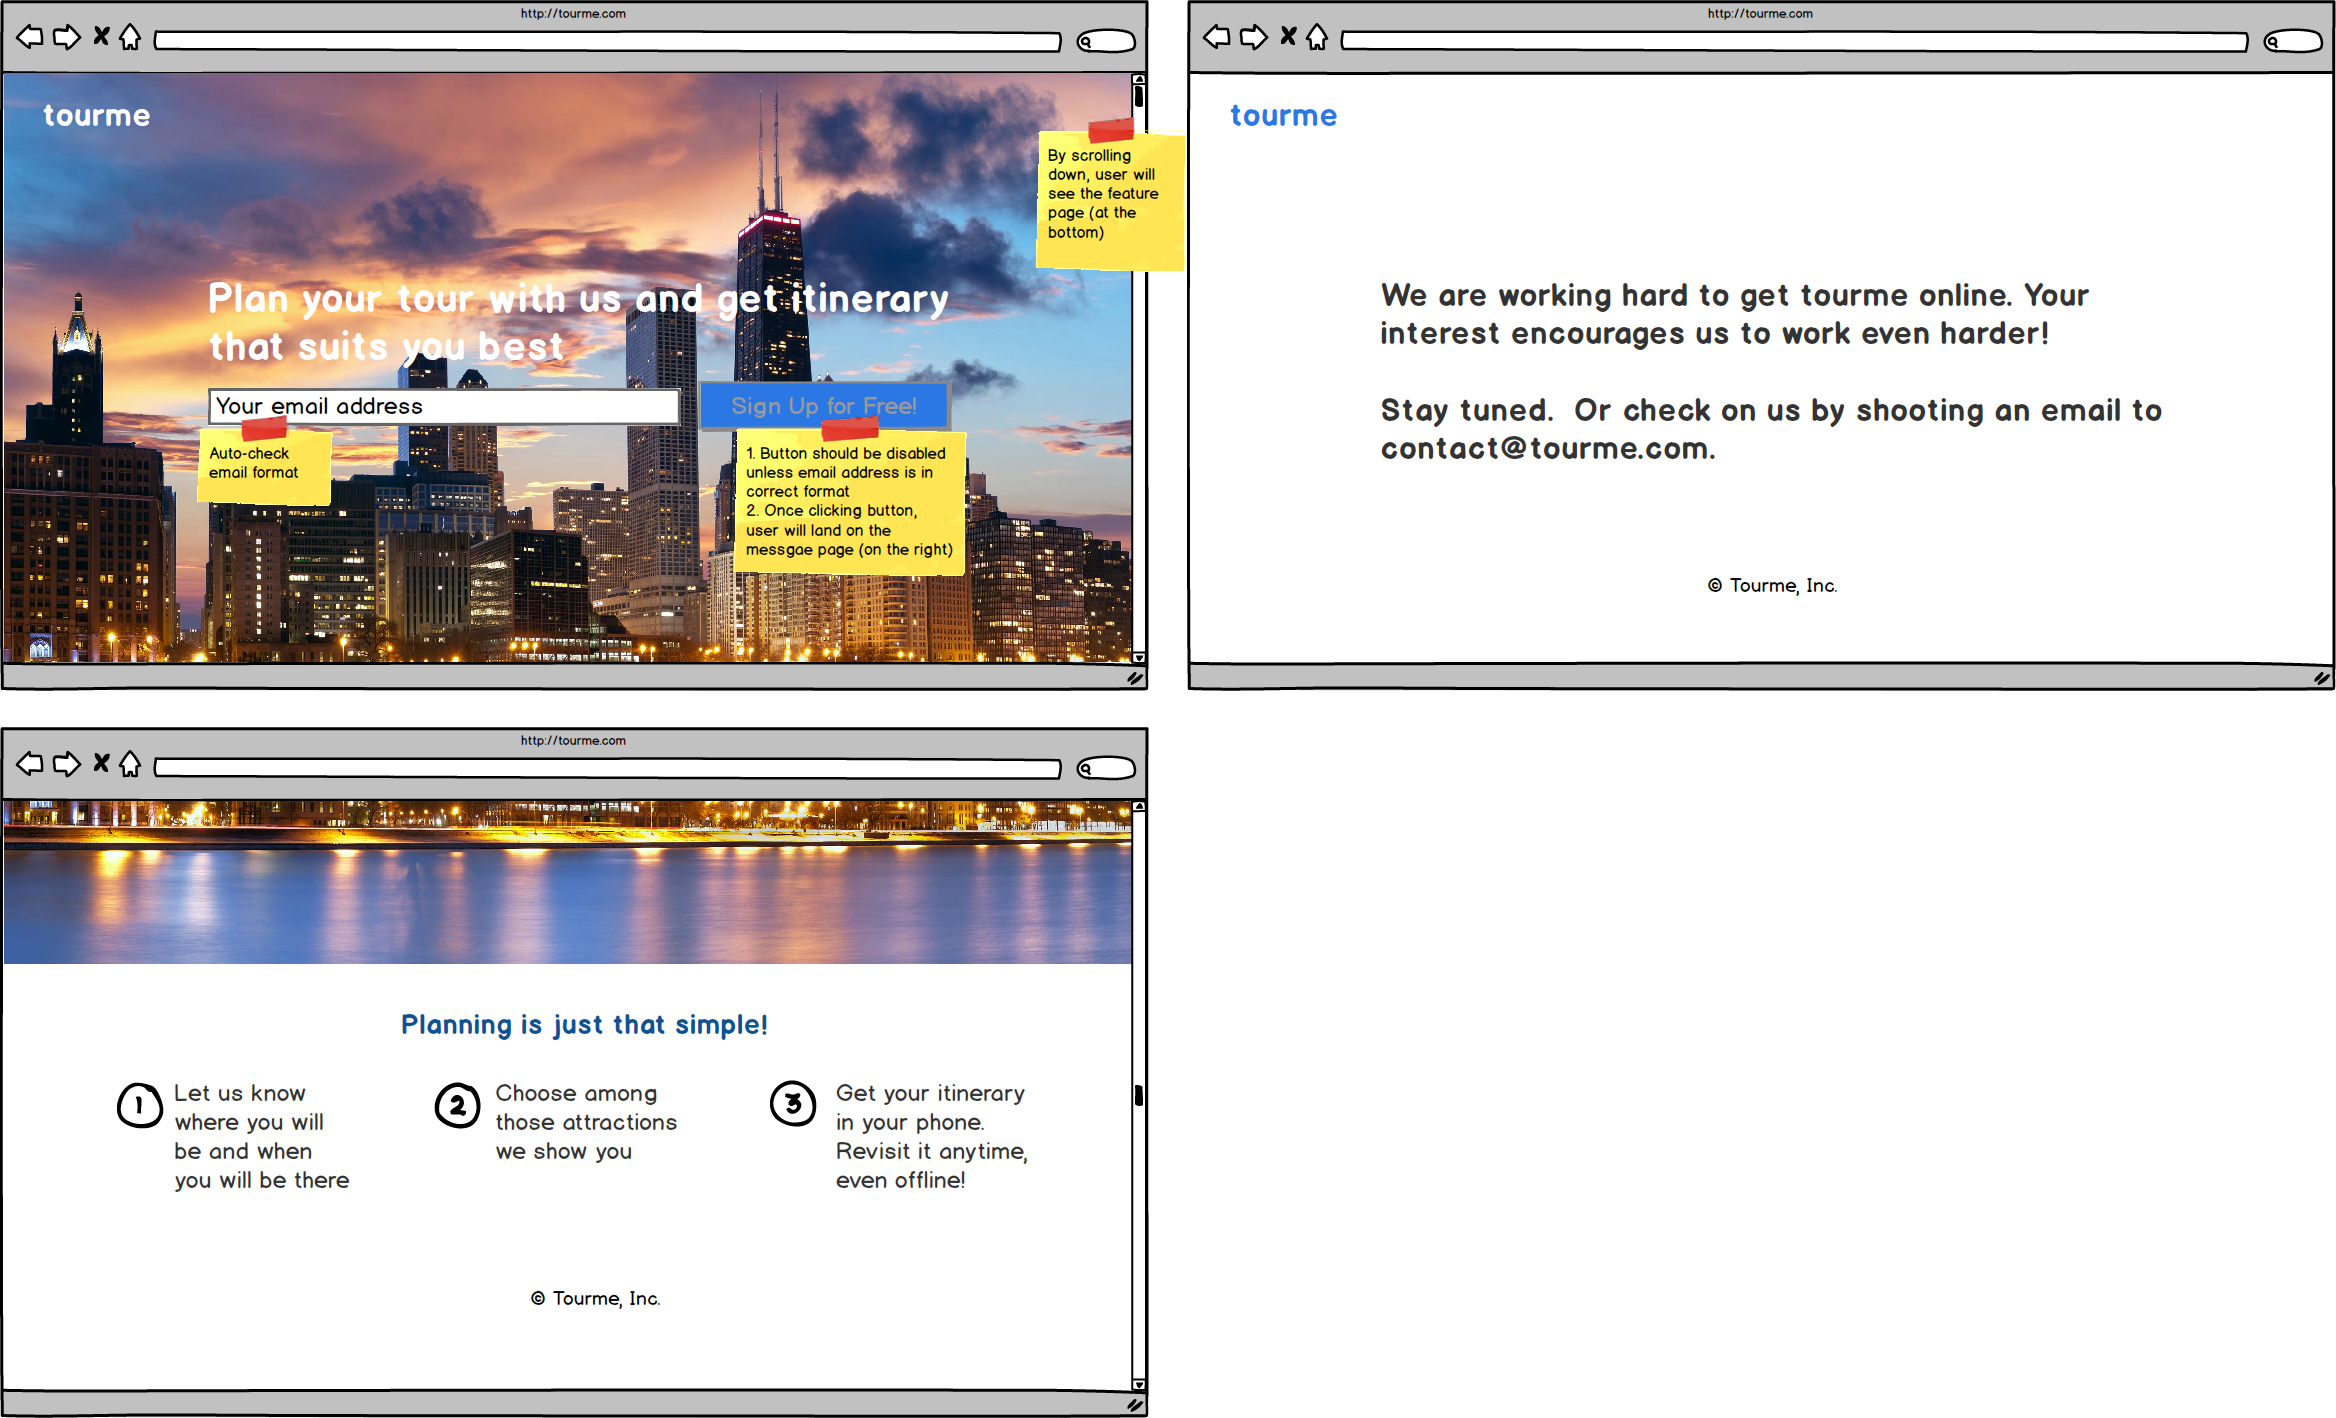 http://tourme.com
tourme
By scrolling
down, user will
see the feature
page (at the
bottom)
Plan your tour with us and get itinerary
that suits you best
Your email address
Sign Up for Free!
Auto-check
email format
1. Button should be disabled
unless email address is in
correct format
2. Once clicking button,
user will land on the
messgae page (on the right)
http://tourme.com
tourme
We are working hard to get tourme online. Your
interest encourages us to work even harder!
Stay tuned.  Or check on us by shooting an email to
contact@tourme.com.
© Tourme, Inc.
http://tourme.com
Planning is just that simple!
1
Let us know
where you will
be and when
you will be there
2
Choose among
those attractions
we show you
3
Get your itinerary
in your phone.
Revisit it anytime,
even offline!
© Tourme, Inc.